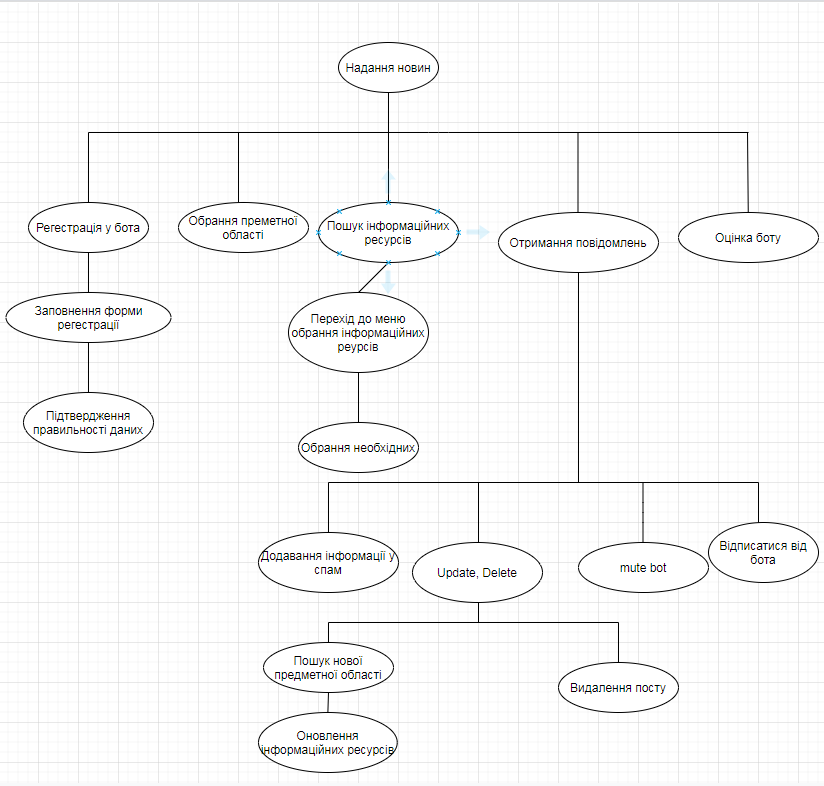 Надання новин
Регестрація у бота
Обрання преметної
області
Пошук інформаційних
ресурсів
Отримання повідомлень
Оцінка боту
Заповнення форми
регестрації
Перехід до меню
обрання інформаційних
реурсів
Підтвердження
правильності даних
Обрання необхідних
Додавання інформації у
спам
Update, Delete
mute bot
Відписатися від
бота
Пошук нової
предметної області
Видалення посту
Оновлення
інформаційних ресурсів